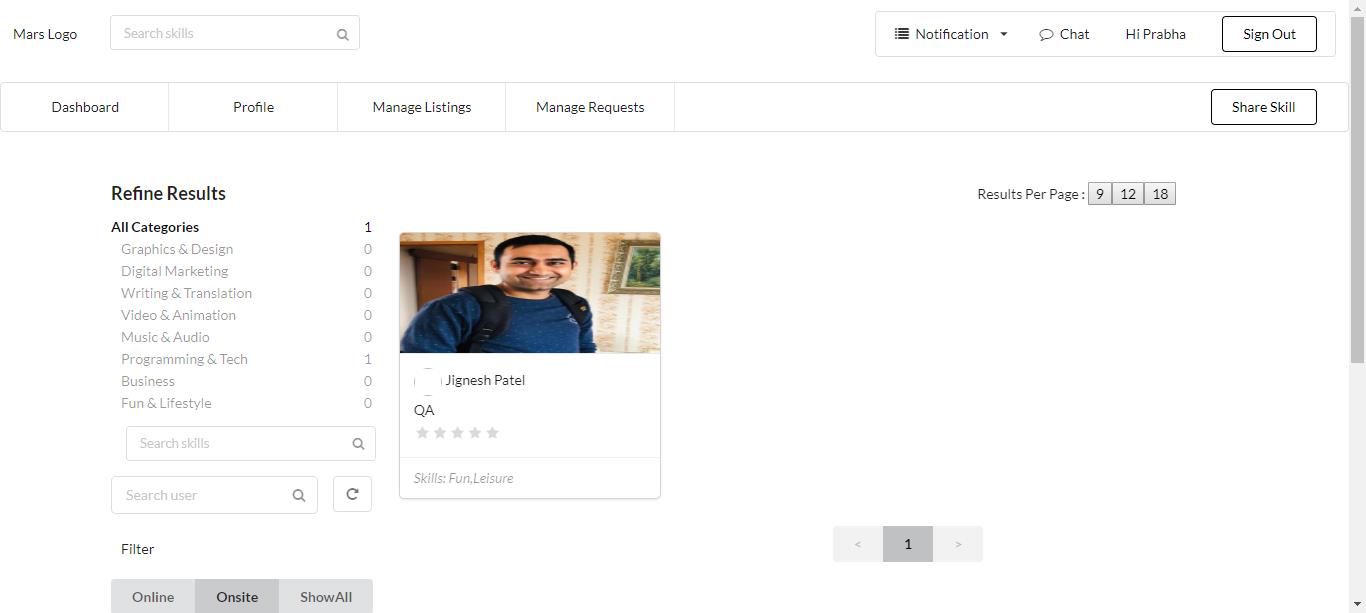 Mars Logo
Search skills
Notification
Chat
Hi Prabha
Sign Out
Dashboard
Profile
Manage Listings
Manage Requests
Share Skill
Refine Results
Results Per Page : 9 12 18
All Categories 1
Graphics & Design 0
Digital Marketing 0
Writing & Translation 0
Video & Animation 0
Music & Audio 0
Programming & Tech 1
Business 0
Fun & Lifestyle 0
Search skills
Search user
Filter
Online Onsite ShowAll
Jignesh Patel
QA
Skills: Fun,Leisure
< 1 >